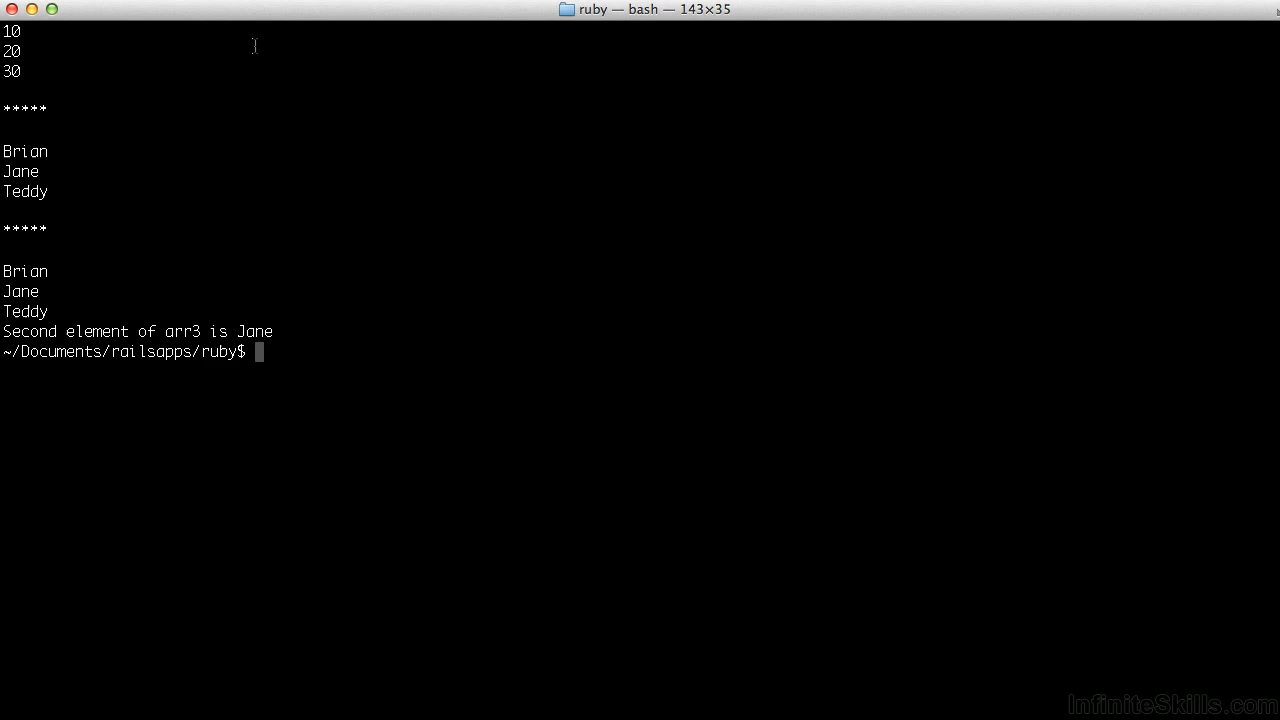 ruby — bash — 143×35
10
20
30
*****
Brian
Jane
Teddy
*****
Brian
Jane
Teddy
Second element of arr3 is Jane
~/Documents/railsapps/ruby$
InfiniteSkills.com